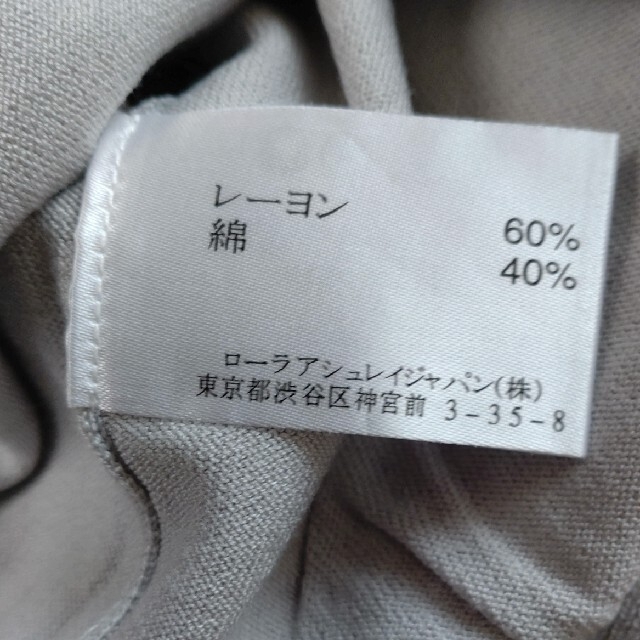 レーヨン 60%
綿 40%
ローラアシュレイジャパン(株)
東京都渋谷区神宮前 3-35-8